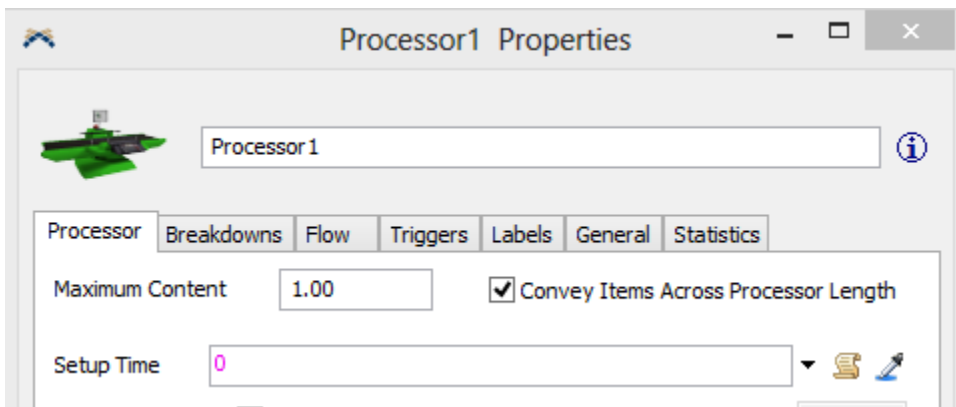 Processor1 Properties
Processor1
Processor Breakdowns Flow Triggers Labels General Statistics
Maximum Content 1.00 Convey Items Across Processor Length
Setup Time 0